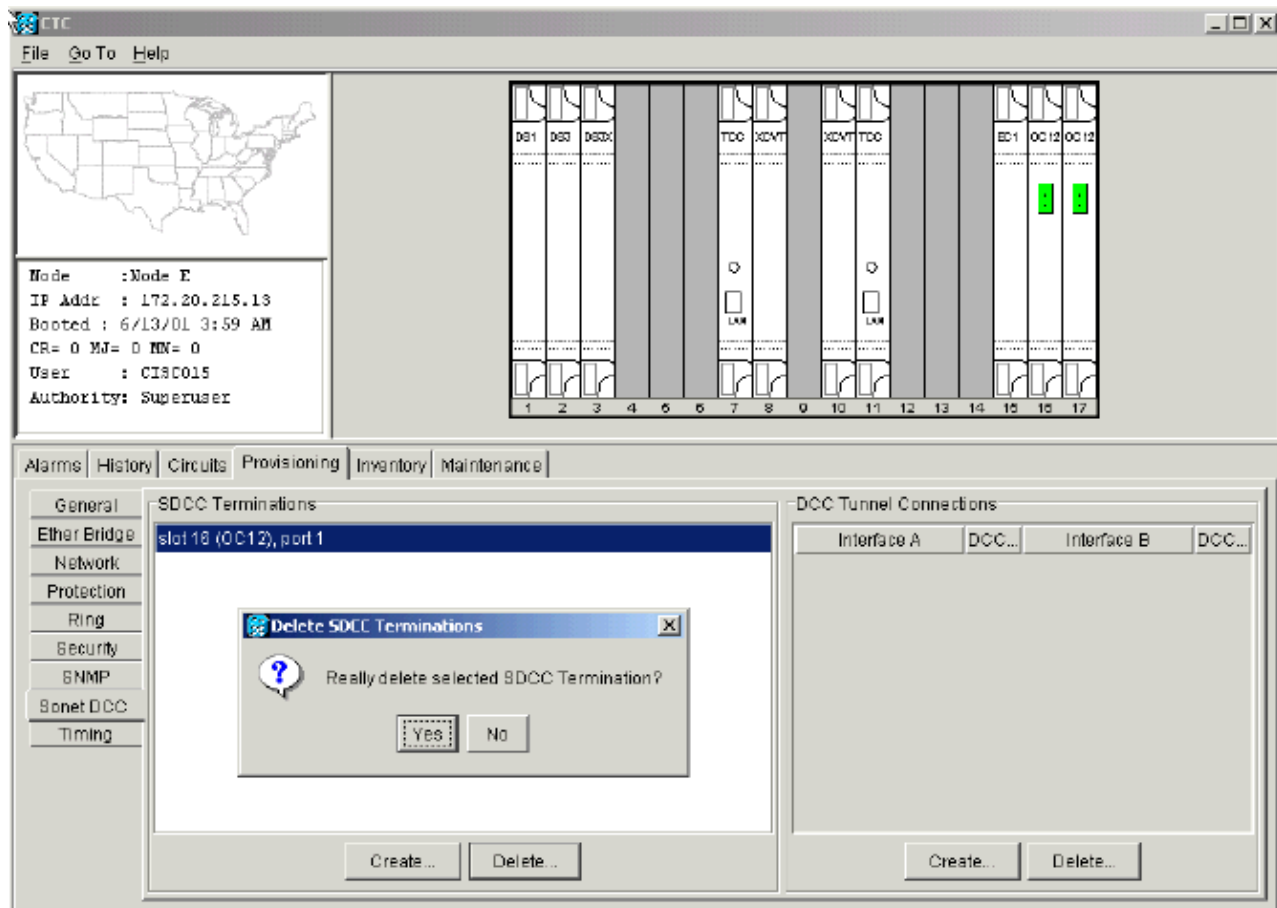 CTC
File Go To Help
DS1 DS3 DS3X TCC XCVT XCVT TCC EC1 OC12 OC12
LAN LAN
1 2 3 4 5 6 7 8 9 10 11 12 13 14 15 16 17
Node :Node E
IP Addr : 172.20.215.13
Booted : 6/13/01 3:59 AM
CR= 0 MJ= 0 MN= 0
User : CISCO15
Authority: Superuser
Alarms History Circuits Provisioning Inventory Maintenance
General
Ether Bridge
Network
Protection
Ring
Security
SNMP
Sonet DCC
Timing
SDCC Terminations
slot 16 (OC12), port 1
Delete SDCC Terminations
Really delete selected SDCC Termination?
Yes No
Create... Delete...
DCC Tunnel Connections
Interface A DCC... Interface B DCC...
Create... Delete...